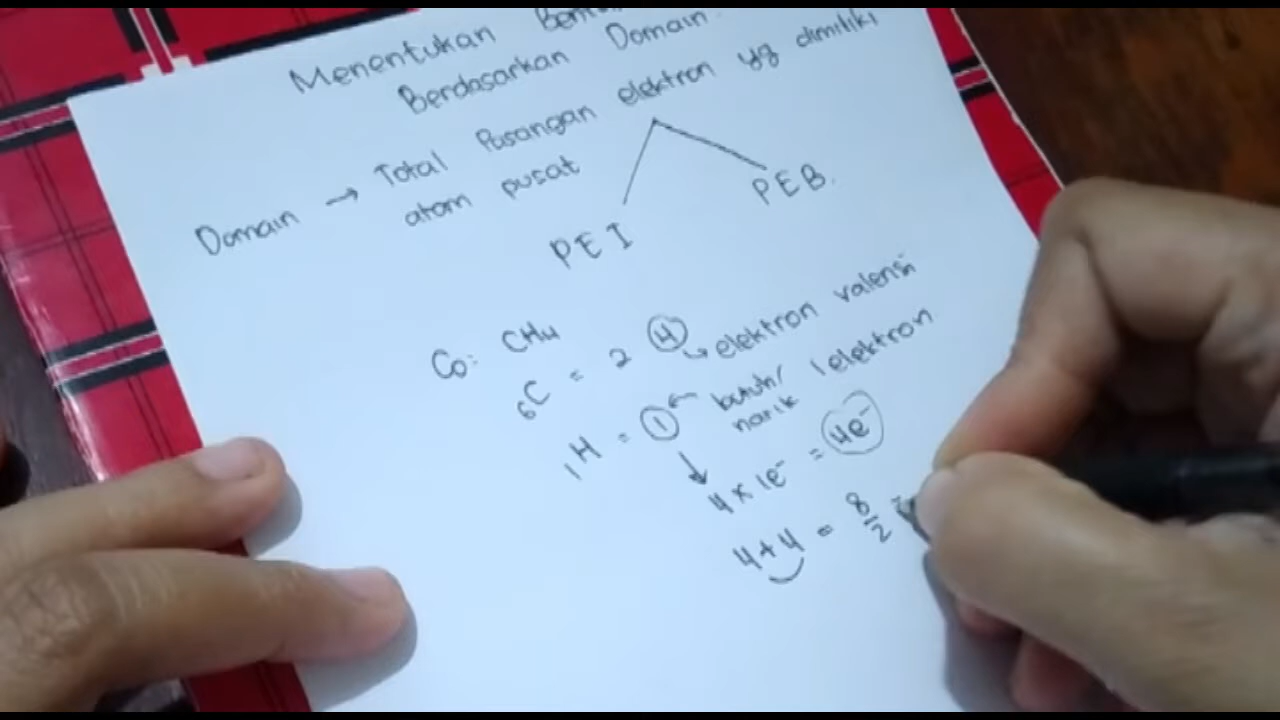 Menentukan
Berdasarkan Domain.
Domain → Total Pasangan elektron yg dimiliki
atom pusat
PEI PEB.
Co: CH4
6C = 2 4 → elektron valensi
1H = 1 ← butuh/ 1 elektron
narik
4 x 1e⁻ = 4e⁻
4 + 4 = 8/2